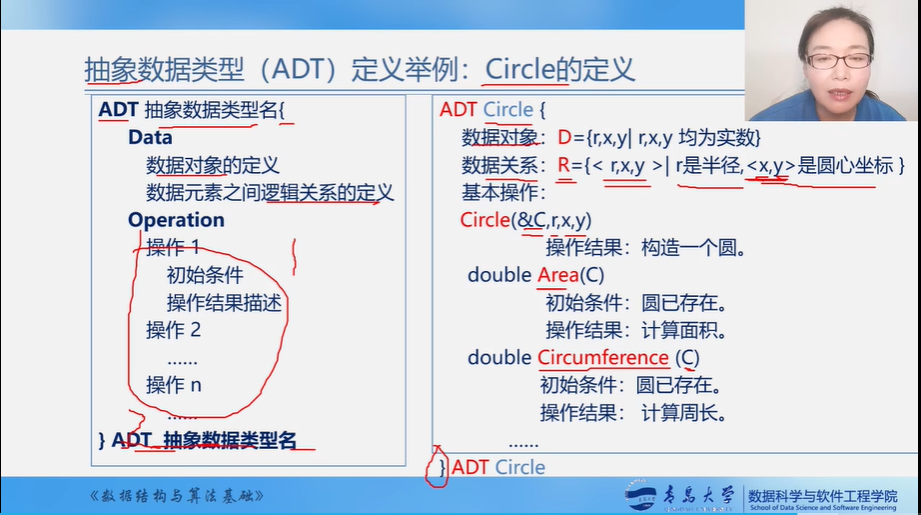 抽象数据类型（ADT）定义举例：Circle的定义
ADT 抽象数据类型名{
Data
数据对象的定义
数据元素之间逻辑关系的定义
Operation
操作 1
初始条件
操作结果描述
操作 2
……
操作 n
……
} ADT 抽象数据类型名
ADT Circle {
数据对象：D={r,x,y| r,x,y 均为实数}
数据关系：R={< r,x,y >| r是半径,<x,y>是圆心坐标 }
基本操作：
Circle(&C,r,x,y)
操作结果：构造一个圆。
double Area(C)
初始条件：圆已存在。
操作结果：计算面积。
double Circumference (C)
初始条件：圆已存在。
操作结果： 计算周长。
……
} ADT Circle
《数据结构与算法基础》
青岛大学
数据科学与软件工程学院
School of Data Science and Software Engineering